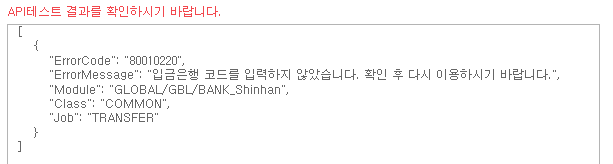 API테스트 결과를 확인하시기 바랍니다.
[
{
"ErrorCode": "80010220",
"ErrorMessage": "입금은행 코드를 입력하지 않았습니다. 확인 후 다시 이용하시기 바랍니다.",
"Module": "GLOBAL/GBL/BANK_Shinhan",
"Class": "COMMON",
"Job": "TRANSFER"
}
]